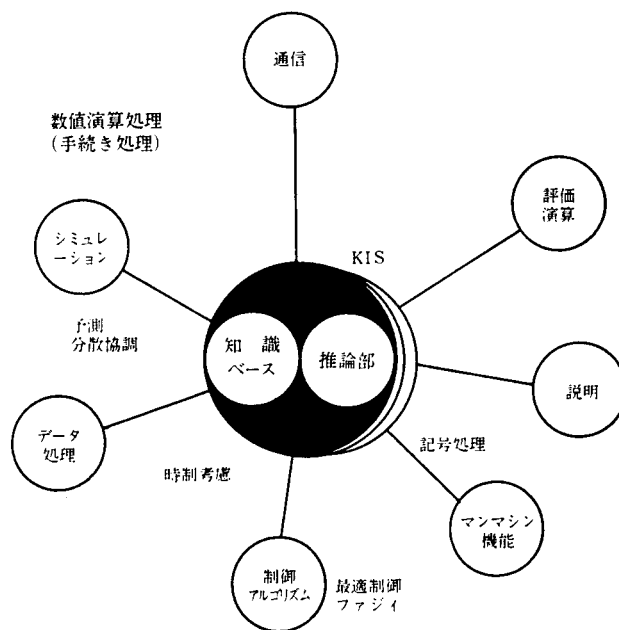 通信
数値演算処理
(手続き処理)
評価
演算
シミュレ
ーション
KIS
予測
分散協調
知 識
ベース
推論部
説明
データ
処理
記号処理
時制考慮
マンマシン
機能
制御
アルゴリズム
最適制御
ファジィ